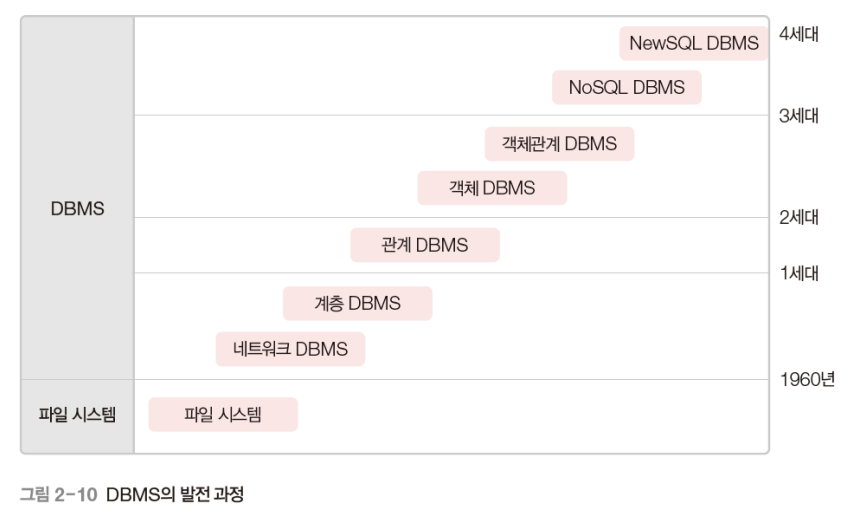 4세대
NewSQL DBMS
NoSQL DBMS
3세대
객체관계 DBMS
객체 DBMS
DBMS
2세대
관계 DBMS
1세대
계층 DBMS
네트워크 DBMS
1960년
파일 시스템
파일 시스템
그림 2-10 DBMS의 발전 과정